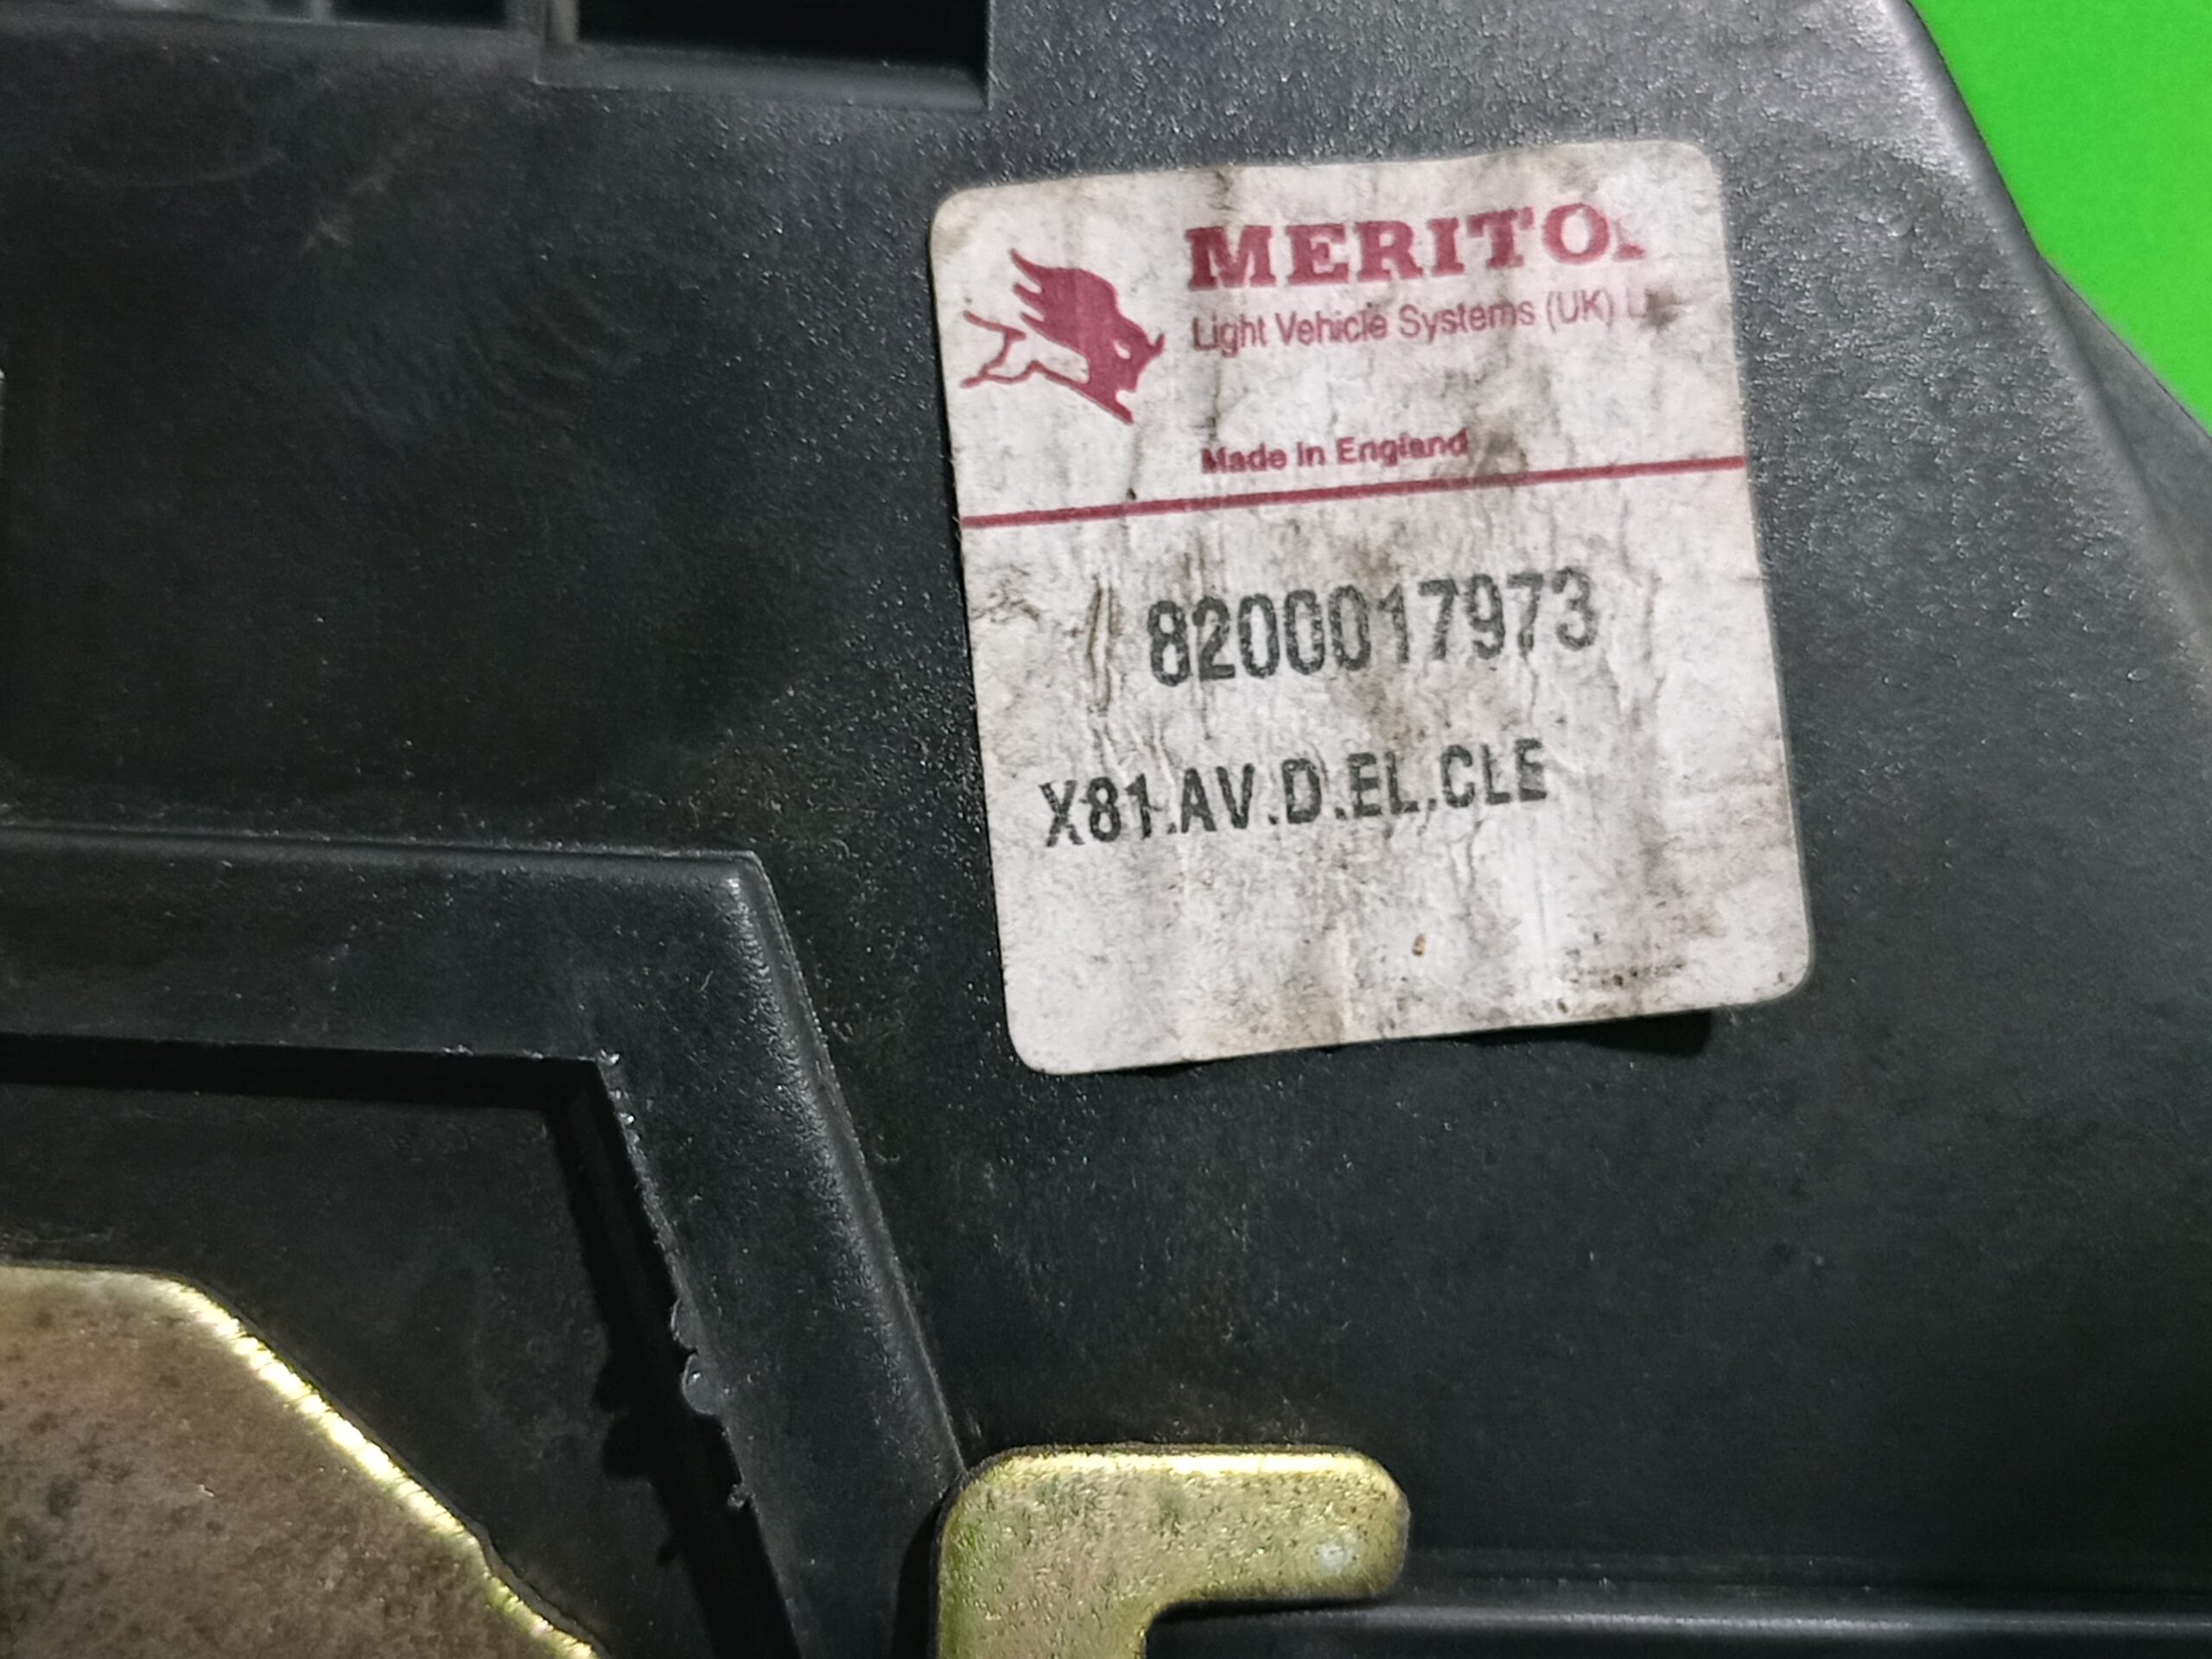 MERITO
Light Vehicle Systems (UK) L
Made in England
8200017973
X81.AV.D.EL.CLE